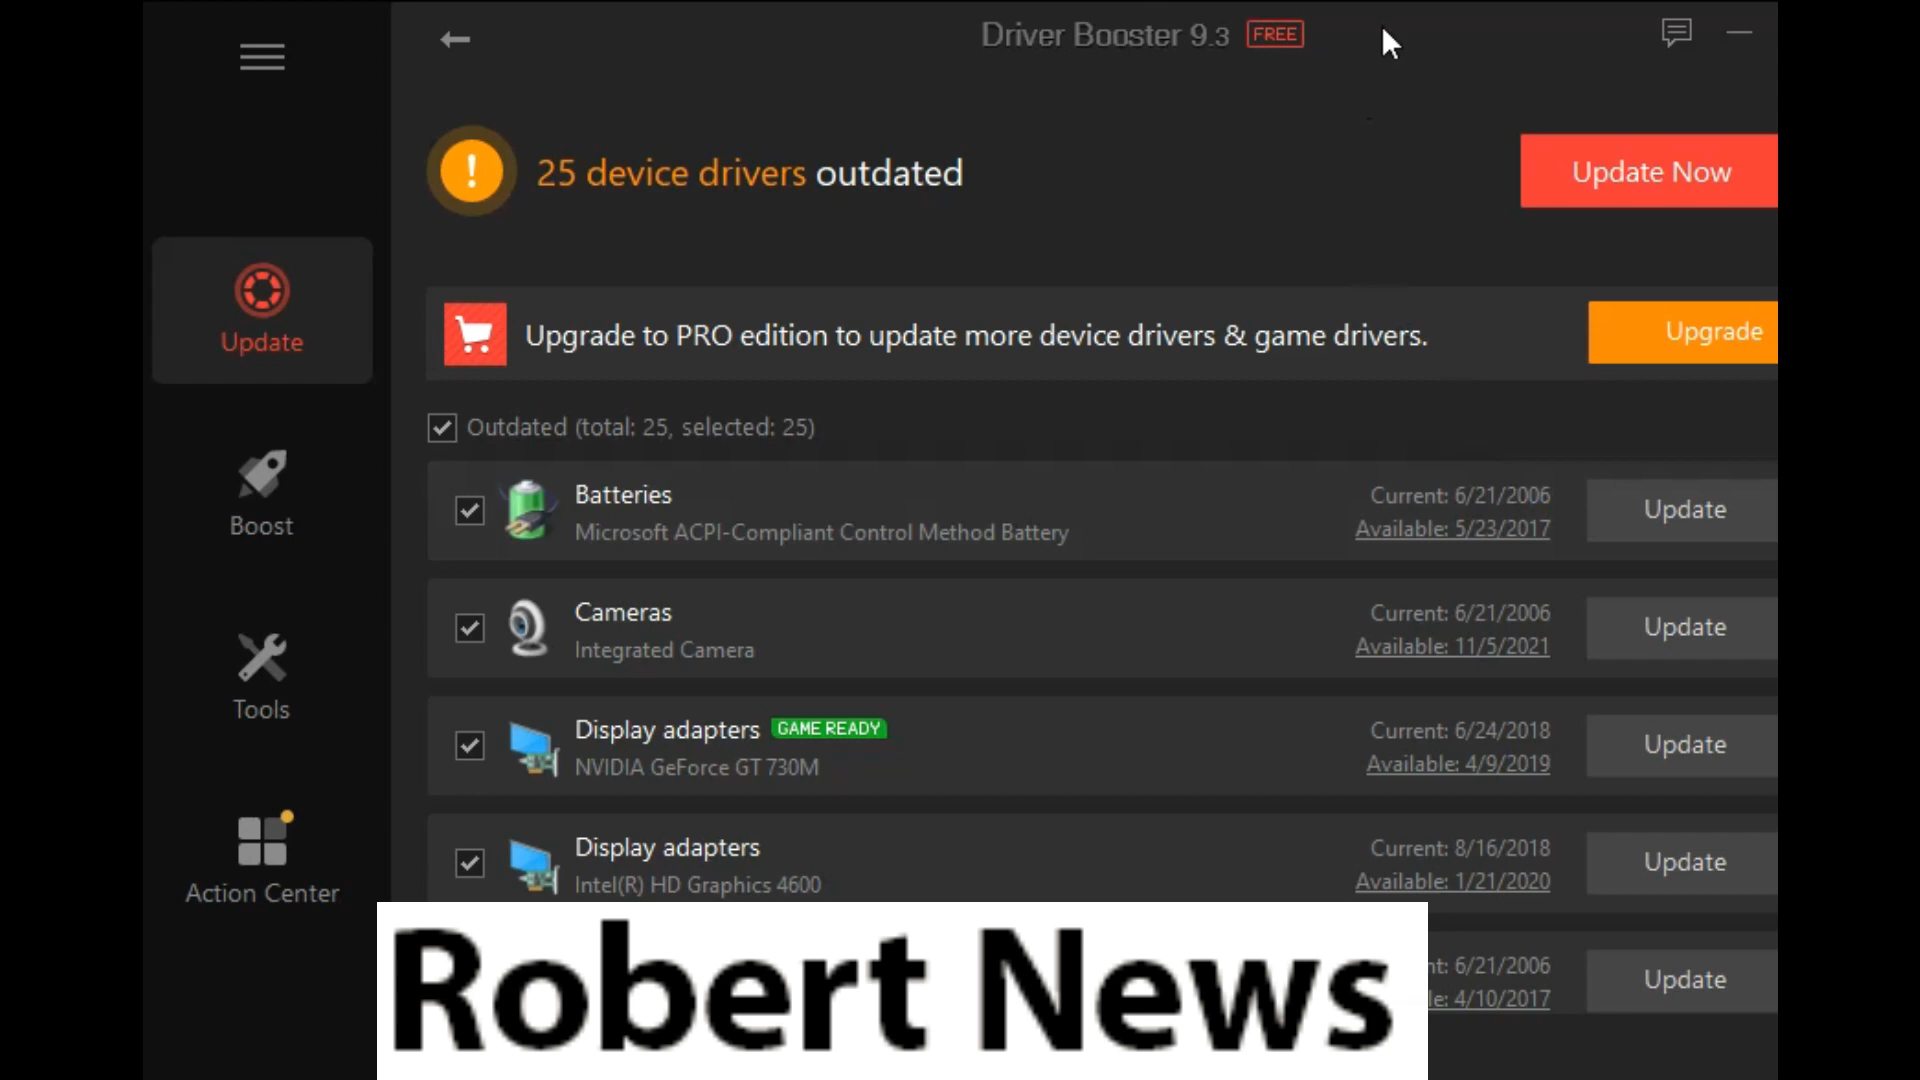 Driver Booster 9.3 FREE
! 25 device drivers outdated
Update Now
Upgrade to PRO edition to update more device drivers & game drivers.
Upgrade
Update
Boost
Tools
Action Center
Outdated (total: 25, selected: 25)
Batteries
Microsoft ACPI-Compliant Control Method Battery
Current: 6/21/2006
Available: 5/23/2017
Update
Cameras
Integrated Camera
Current: 6/21/2006
Available: 11/5/2021
Update
Display adapters GAME READY
NVIDIA GeForce GT 730M
Current: 6/24/2018
Available: 4/9/2019
Update
Display adapters
Intel(R) HD Graphics 4600
Current: 8/16/2018
Available: 1/21/2020
Update
6/21/2006
4/10/2017
Update
Robert News